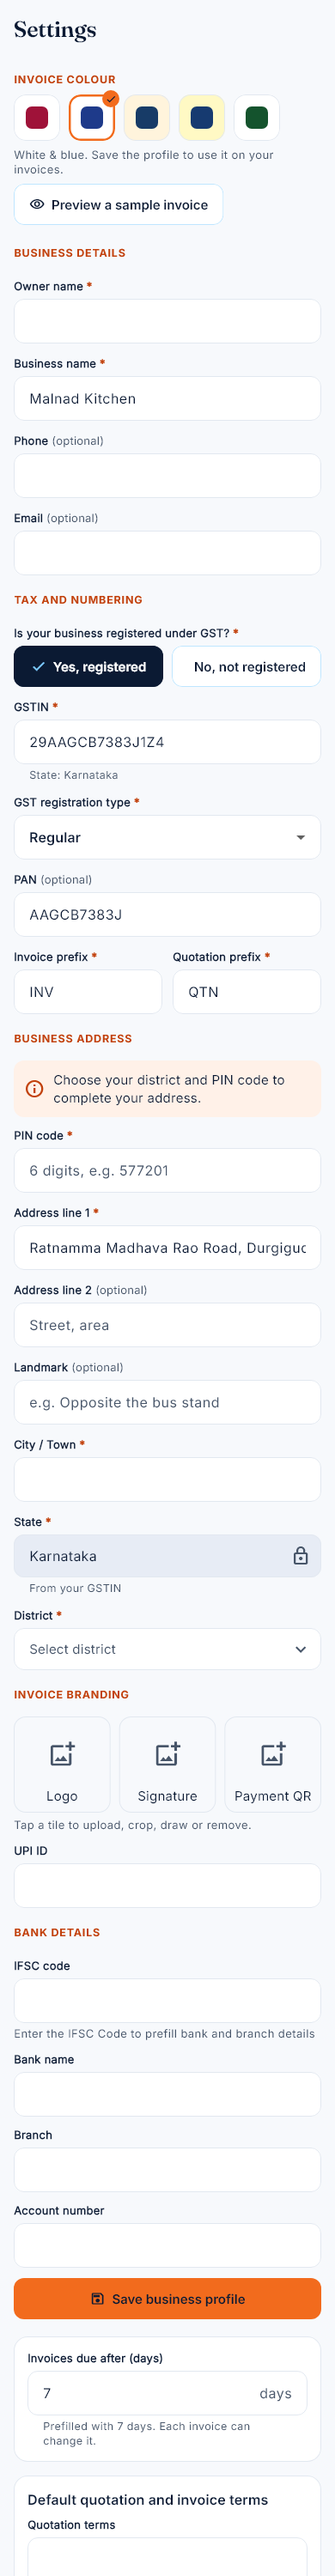 Settings
INVOICE COLOUR
White & blue. Save the profile to use it on your
invoices.
Preview a sample invoice
BUSINESS DETAILS
Owner name *
Business name *
Malnad Kitchen
Phone (optional)
Email (optional)
TAX AND NUMBERING
Is your business registered under GST? *
Yes, registered
No, not registered
GSTIN *
29AAGCB7383J1Z4
State: Karnataka
GST registration type *
Regular
PAN (optional)
AAGCB7383J
Invoice prefix *
Quotation prefix *
INV
QTN
BUSINESS ADDRESS
Choose your district and PIN code to
complete your address.
PIN code *
6 digits, e.g. 577201
Address line 1 *
Ratnamma Madhava Rao Road, Durgigud
Address line 2 (optional)
Street, area
Landmark (optional)
e.g. Opposite the bus stand
City / Town *
State *
Karnataka
From your GSTIN
District *
Select district
INVOICE BRANDING
Logo
Signature
Payment QR
Tap a tile to upload, crop, draw or remove.
UPI ID
BANK DETAILS
IFSC code
Enter the IFSC Code to prefill bank and branch details
Bank name
Branch
Account number
Save business profile
Invoices due after (days)
7 days
Prefilled with 7 days. Each invoice can
change it.
Default quotation and invoice terms
Quotation terms